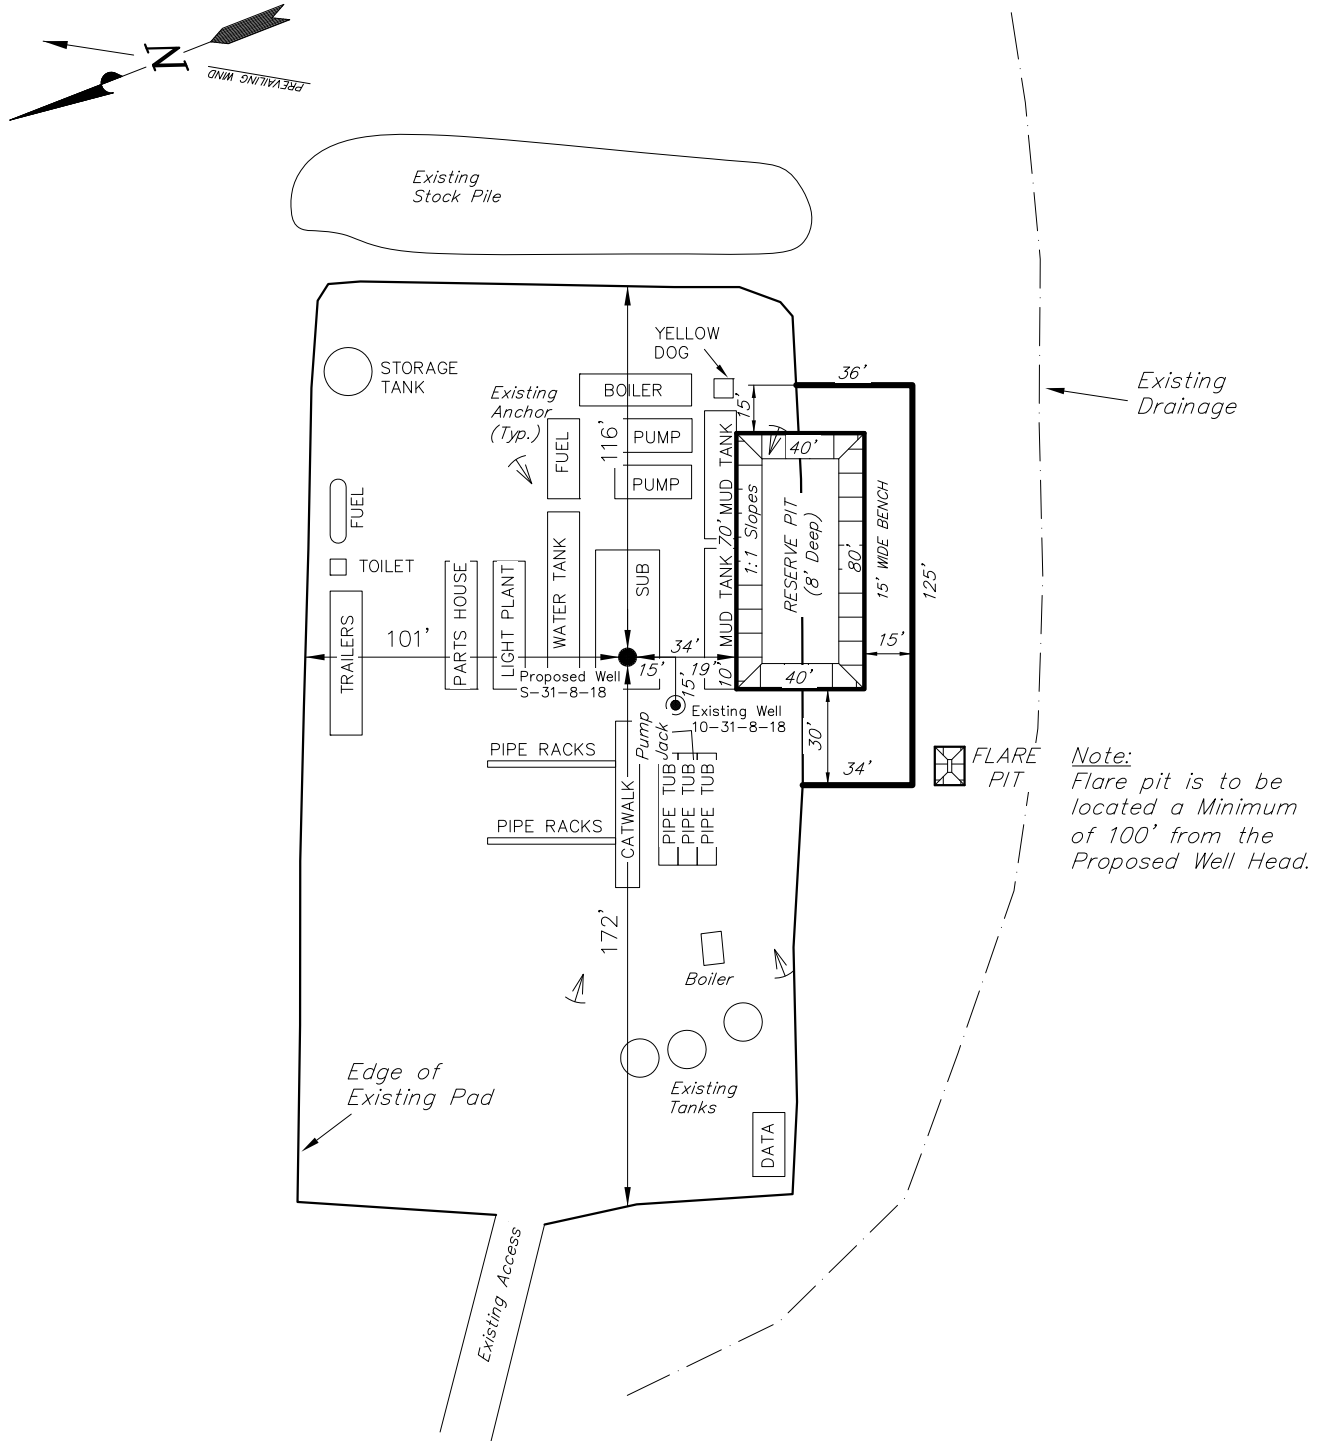 N
PREVAILING WIND
Existing
Stock Pile
YELLOW
DOG
STORAGE
TANK
BOILER
Existing
Anchor
(Typ.)
116'
FUEL
PUMP
PUMP
MUD TANK
15'
36'
40'
Existing
Drainage
FUEL
TOILET
TRAILERS
101'
PARTS HOUSE
LIGHT PLANT
WATER TANK
SUB
MUD TANK
70'
1:1 Slopes
RESERVE PIT
(8' Deep)
80'
15' WIDE BENCH
125'
15'
34'
15'
19'
10'
15'
40'
Proposed Well
S-31-8-18
Existing Well
10-31-8-18
Pump
Jack
30'
34'
PIPE RACKS
PIPE RACKS
CATWALK
PIPE TUB
PIPE TUB
PIPE TUB
FLARE
PIT
Note:
Flare pit is to be
located a Minimum
of 100' from the
Proposed Well Head.
172'
Boiler
Existing
Tanks
Edge of
Existing Pad
DATA
Existing Access